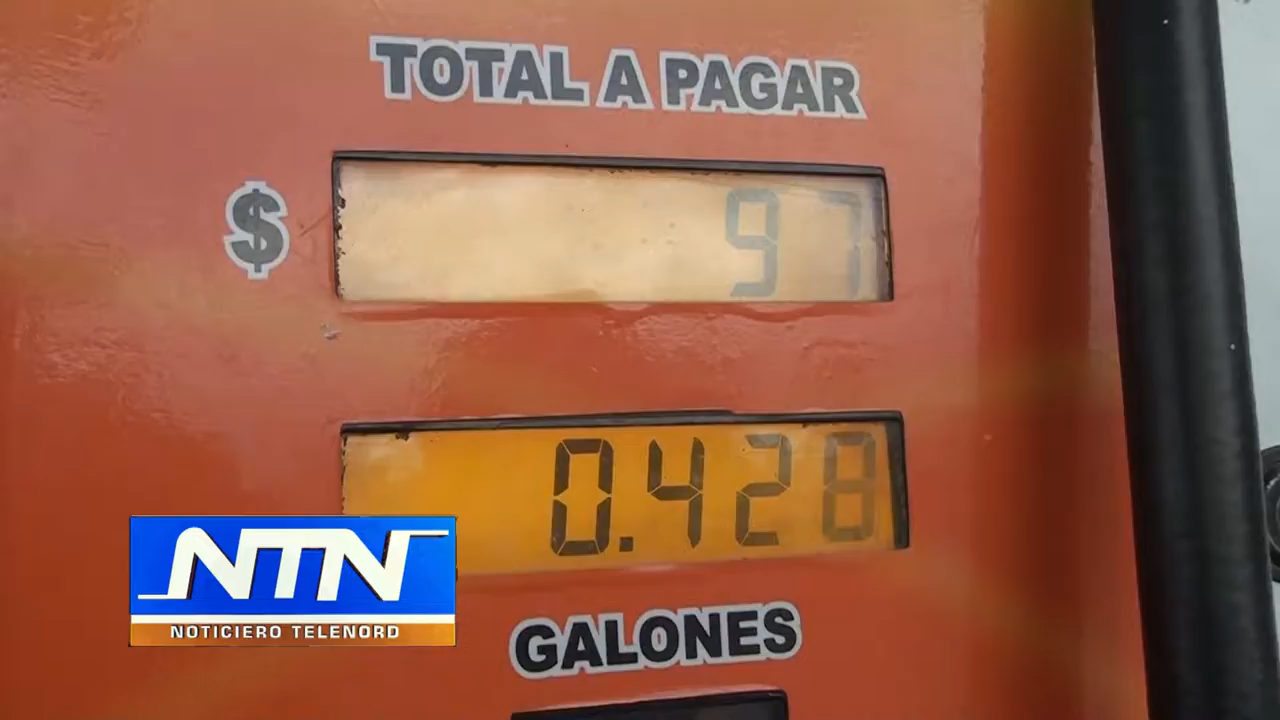 TOTAL A PAGAR
$ 97
0.428
GALONES
NTN
NOTICIERO TELENORD